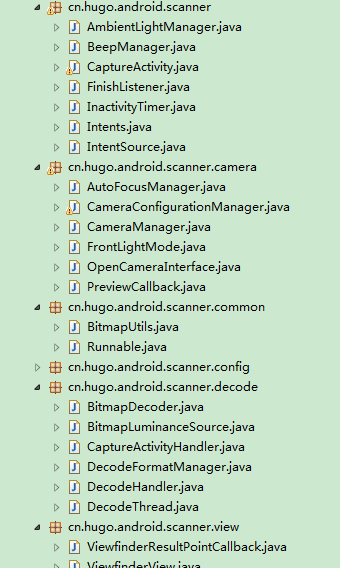 cn.hugo.android.scanner
AmbientLightManager.java
BeepManager.java
CaptureActivity.java
FinishListener.java
InactivityTimer.java
Intents.java
IntentSource.java
cn.hugo.android.scanner.camera
AutoFocusManager.java
CameraConfigurationManager.java
CameraManager.java
FrontLightMode.java
OpenCameraInterface.java
PreviewCallback.java
cn.hugo.android.scanner.common
BitmapUtils.java
Runnable.java
cn.hugo.android.scanner.config
cn.hugo.android.scanner.decode
BitmapDecoder.java
BitmapLuminanceSource.java
CaptureActivityHandler.java
DecodeFormatManager.java
DecodeHandler.java
DecodeThread.java
cn.hugo.android.scanner.view
ViewfinderResultPointCallback.java
ViewfinderView.java